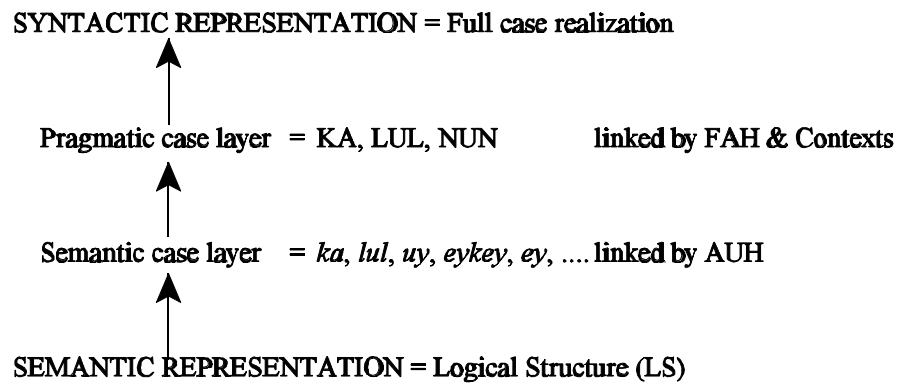 SYNTACTIC REPRESENTATION = Full case realization
Pragmatic case layer = KA, LUL, NUN linked by FAH & Contexts
Semantic case layer = ka, lul, uy, eykey, ey, .... linked by AUH
SEMANTIC REPRESENTATION = Logical Structure (LS)